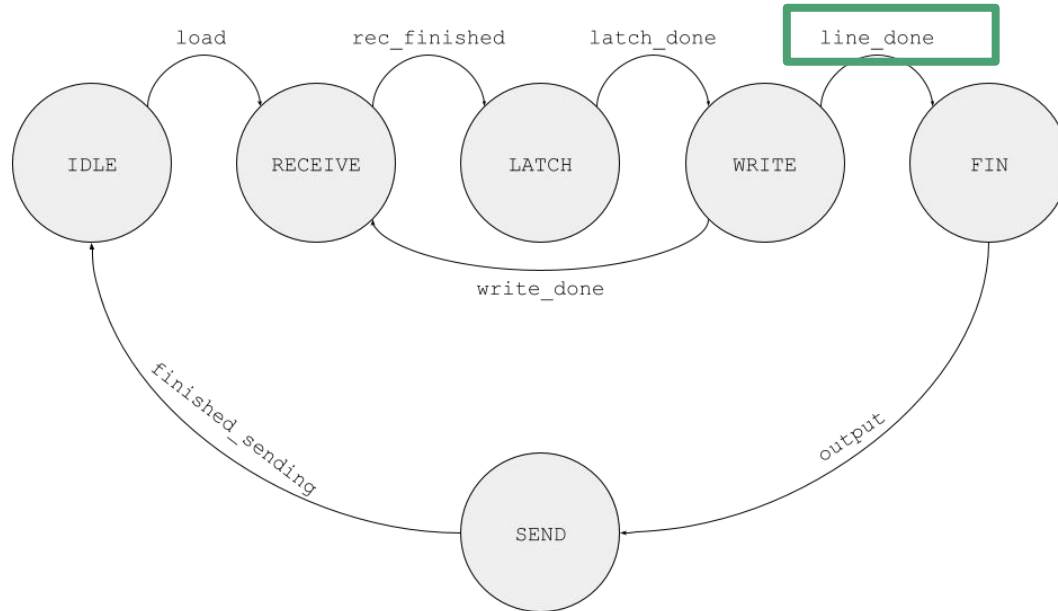 load
rec_finished
latch_done
line_done
IDLE
RECEIVE
LATCH
WRITE
FIN
write_done
finished_sending
output
SEND